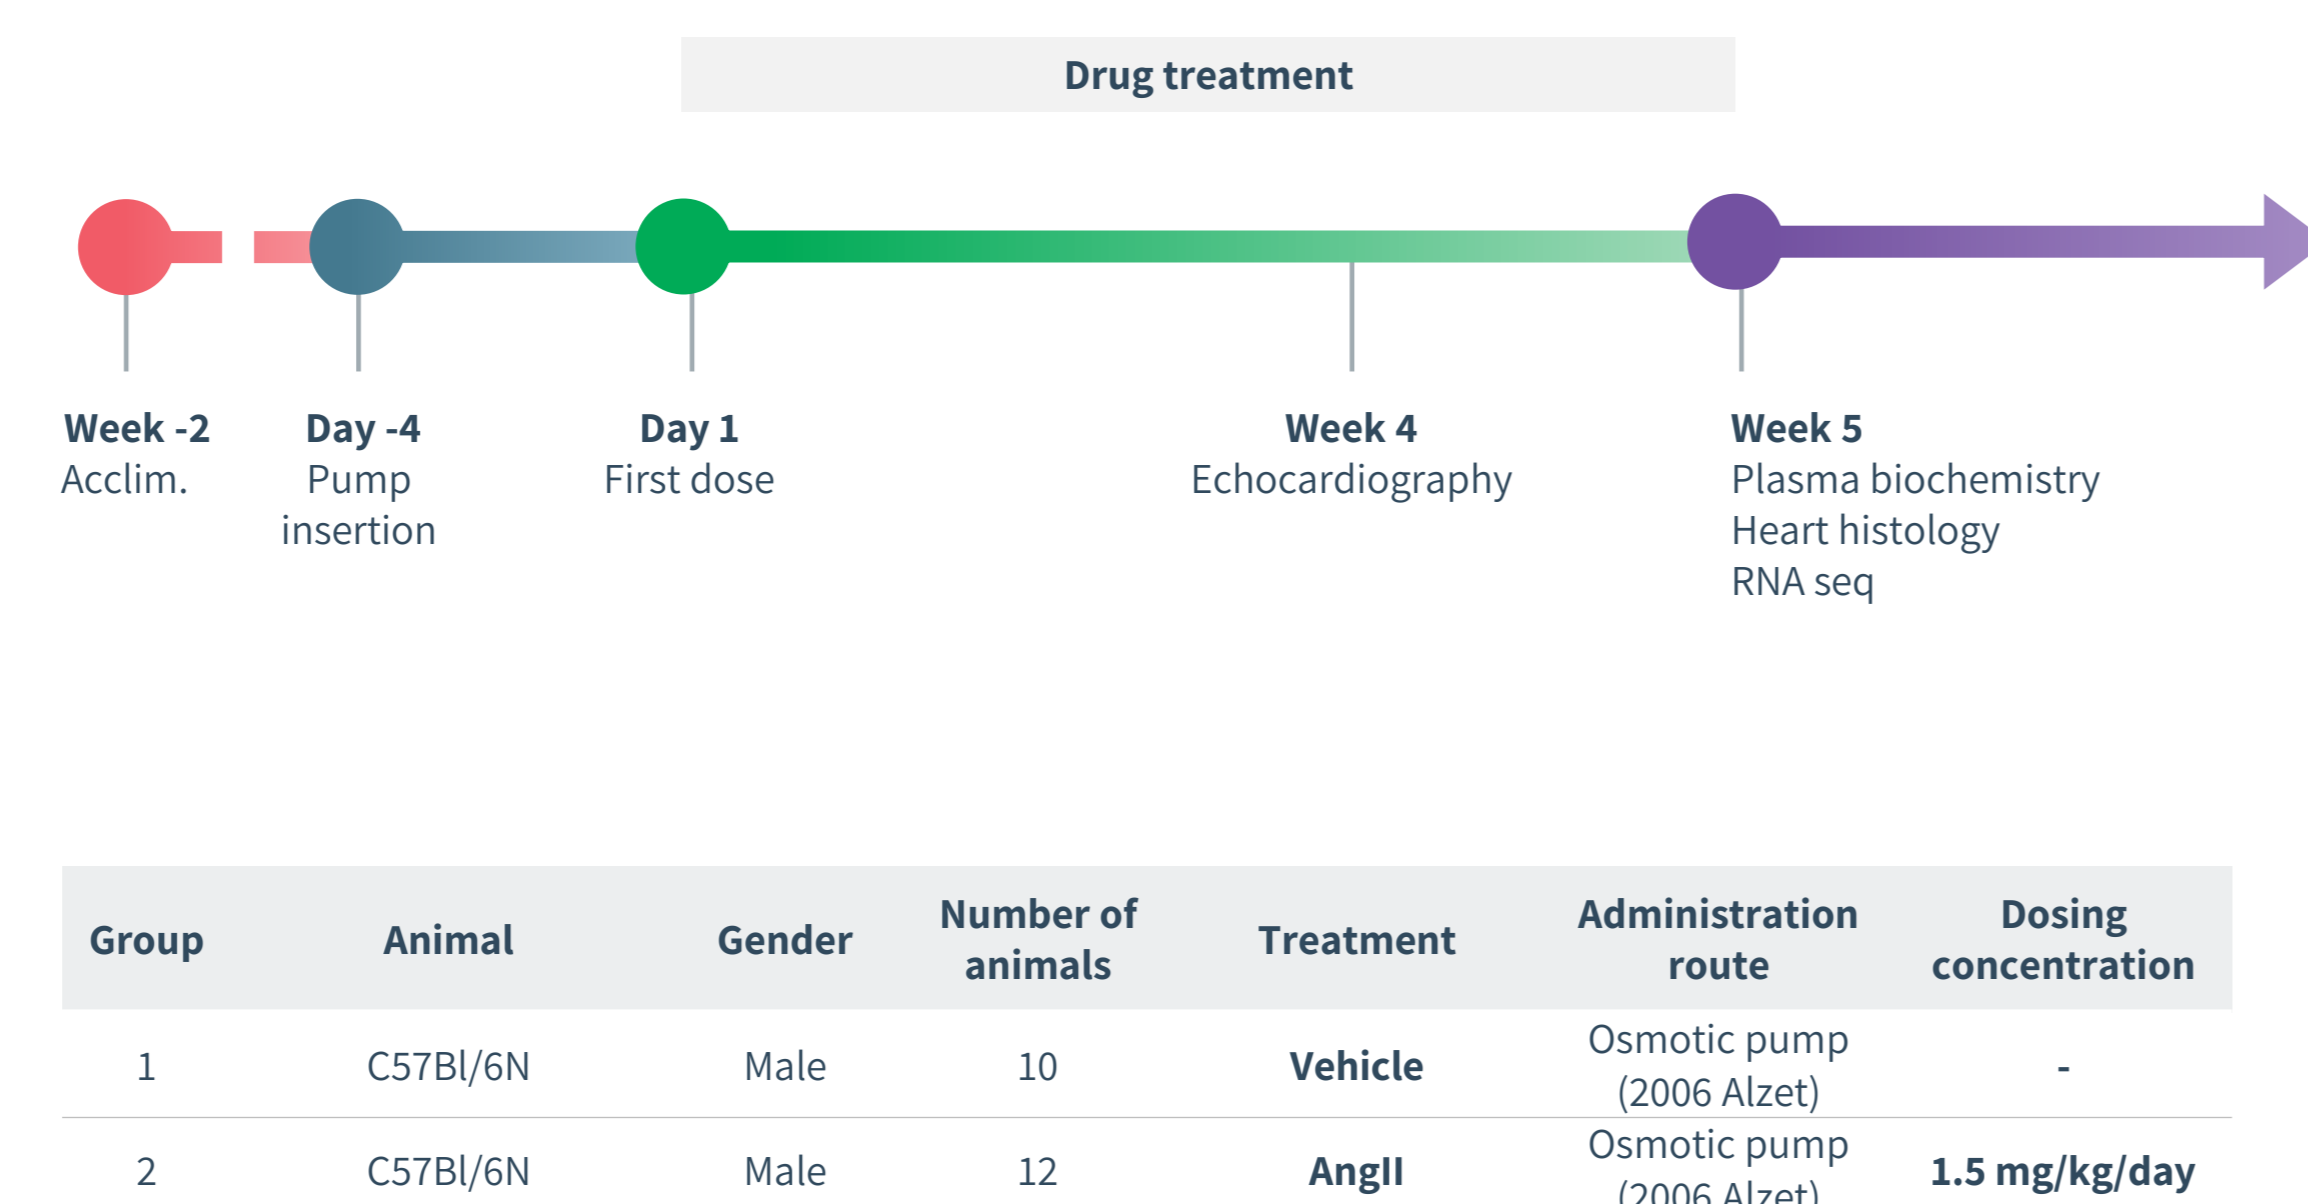 Drug treatment
Week -2
Acclim.
Day -4
Pump
insertion
Day 1
First dose
Week 4
Echocardiography
Week 5
Plasma biochemistry
Heart histology
RNA seq
Group Animal Gender Number of animals Treatment Administration route Dosing concentration
1 C57Bl/6N Male 10 Vehicle Osmotic pump (2006 Alzet) -
2 C57Bl/6N Male 12 AngII Osmotic pump (2006 Alzet) 1.5 mg/kg/day